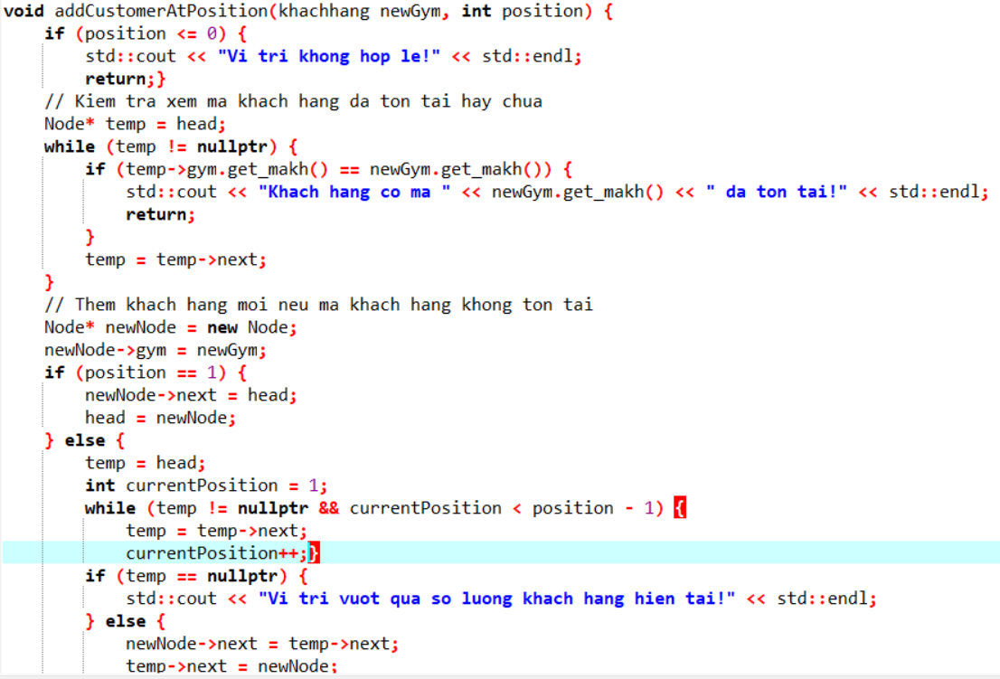 void addCustomerAtPosition(khachhang newGym, int position) {
    if (position <= 0) {
        std::cout << "Vi tri khong hop le!" << std::endl;
        return;}
    // Kiem tra xem ma khach hang da ton tai hay chua
    Node* temp = head;
    while (temp != nullptr) {
        if (temp->gym.get_makh() == newGym.get_makh()) {
            std::cout << "Khach hang co ma " << newGym.get_makh() << " da ton tai!" << std::endl;
            return;
        }
        temp = temp->next;
    }
    // Them khach hang moi neu ma khach hang khong ton tai
    Node* newNode = new Node;
    newNode->gym = newGym;
    if (position == 1) {
        newNode->next = head;
        head = newNode;
    } else {
        temp = head;
        int currentPosition = 1;
        while (temp != nullptr && currentPosition < position - 1) {
            temp = temp->next;
            currentPosition++;}
        if (temp == nullptr) {
            std::cout << "Vi tri vuot qua so luong khach hang hien tai!" << std::endl;
        } else {
            newNode->next = temp->next;
            temp->next = newNode;